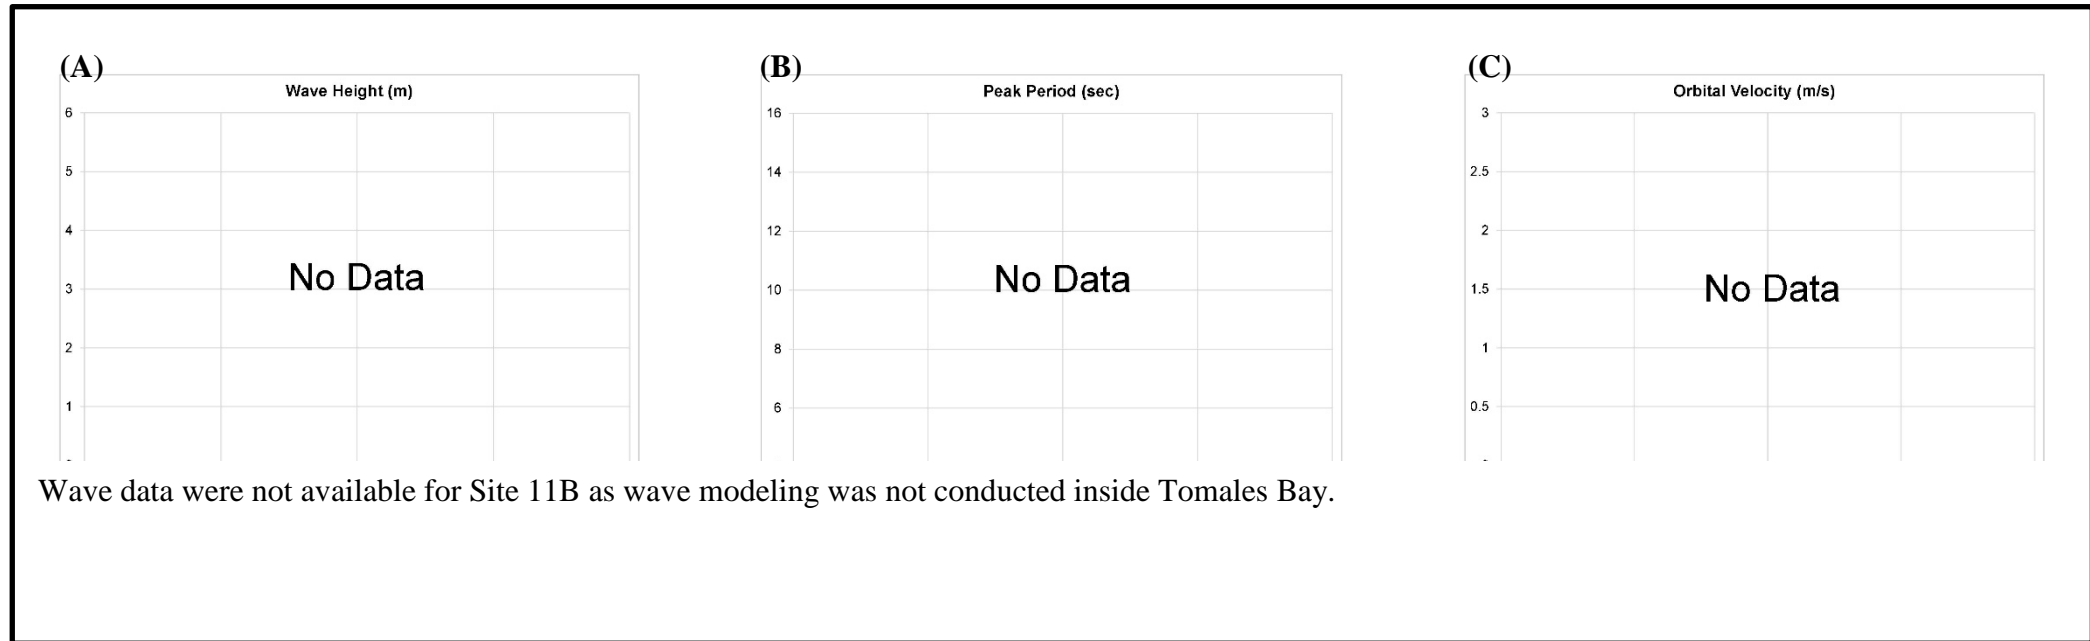 (A)
Wave Height (m)
6
5
4
3
2
1
No Data
(B)
Peak Period (sec)
16
14
12
10
8
6
No Data
(C)
Orbital Velocity (m/s)
3
2.5
2
1.5
1
0.5
No Data
Wave data were not available for Site 11B as wave modeling was not conducted inside Tomales Bay.